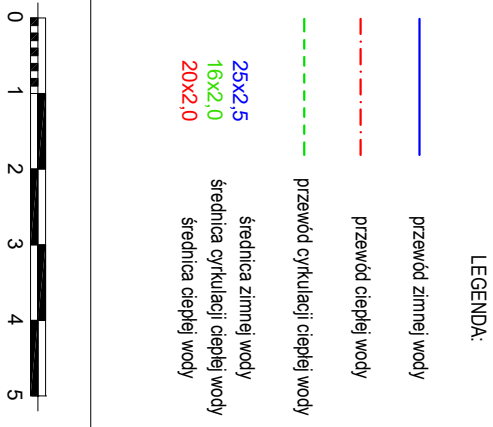 LEGENDA:
przewód zimnej wody
przewód ciepłej wody
przewód cyrkulacji ciepłej wody
25x2,5 średnica zimnej wody
16x2,0 średnica cyrkulacji ciepłej wody
20x2,0 średnica ciepłej wody
0 1 2 3 4 5